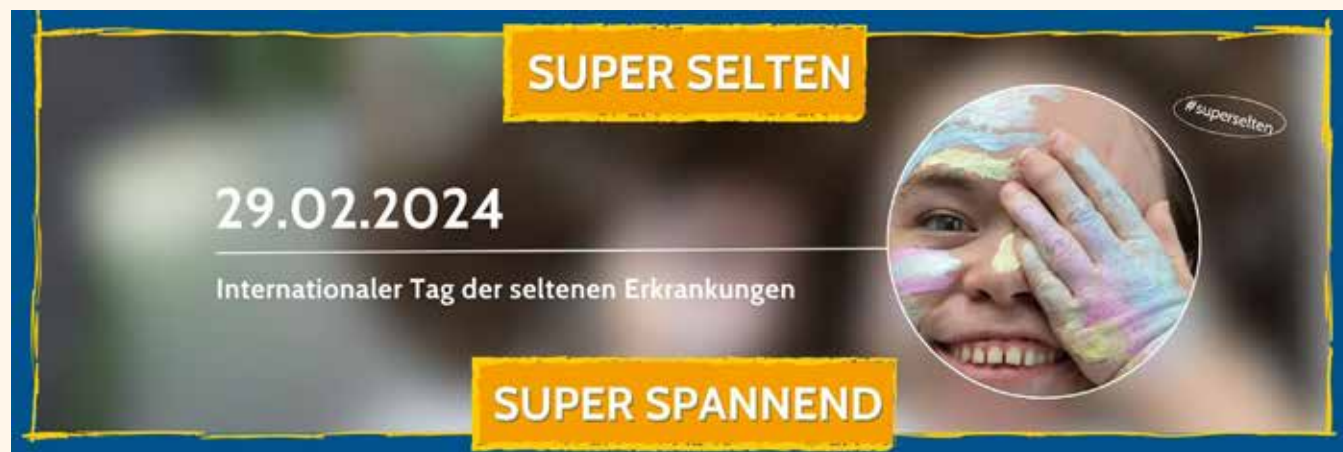 SUPER SELTEN
#superselten
29.02.2024
Internationaler Tag der seltenen Erkrankungen
SUPER SPANNEND